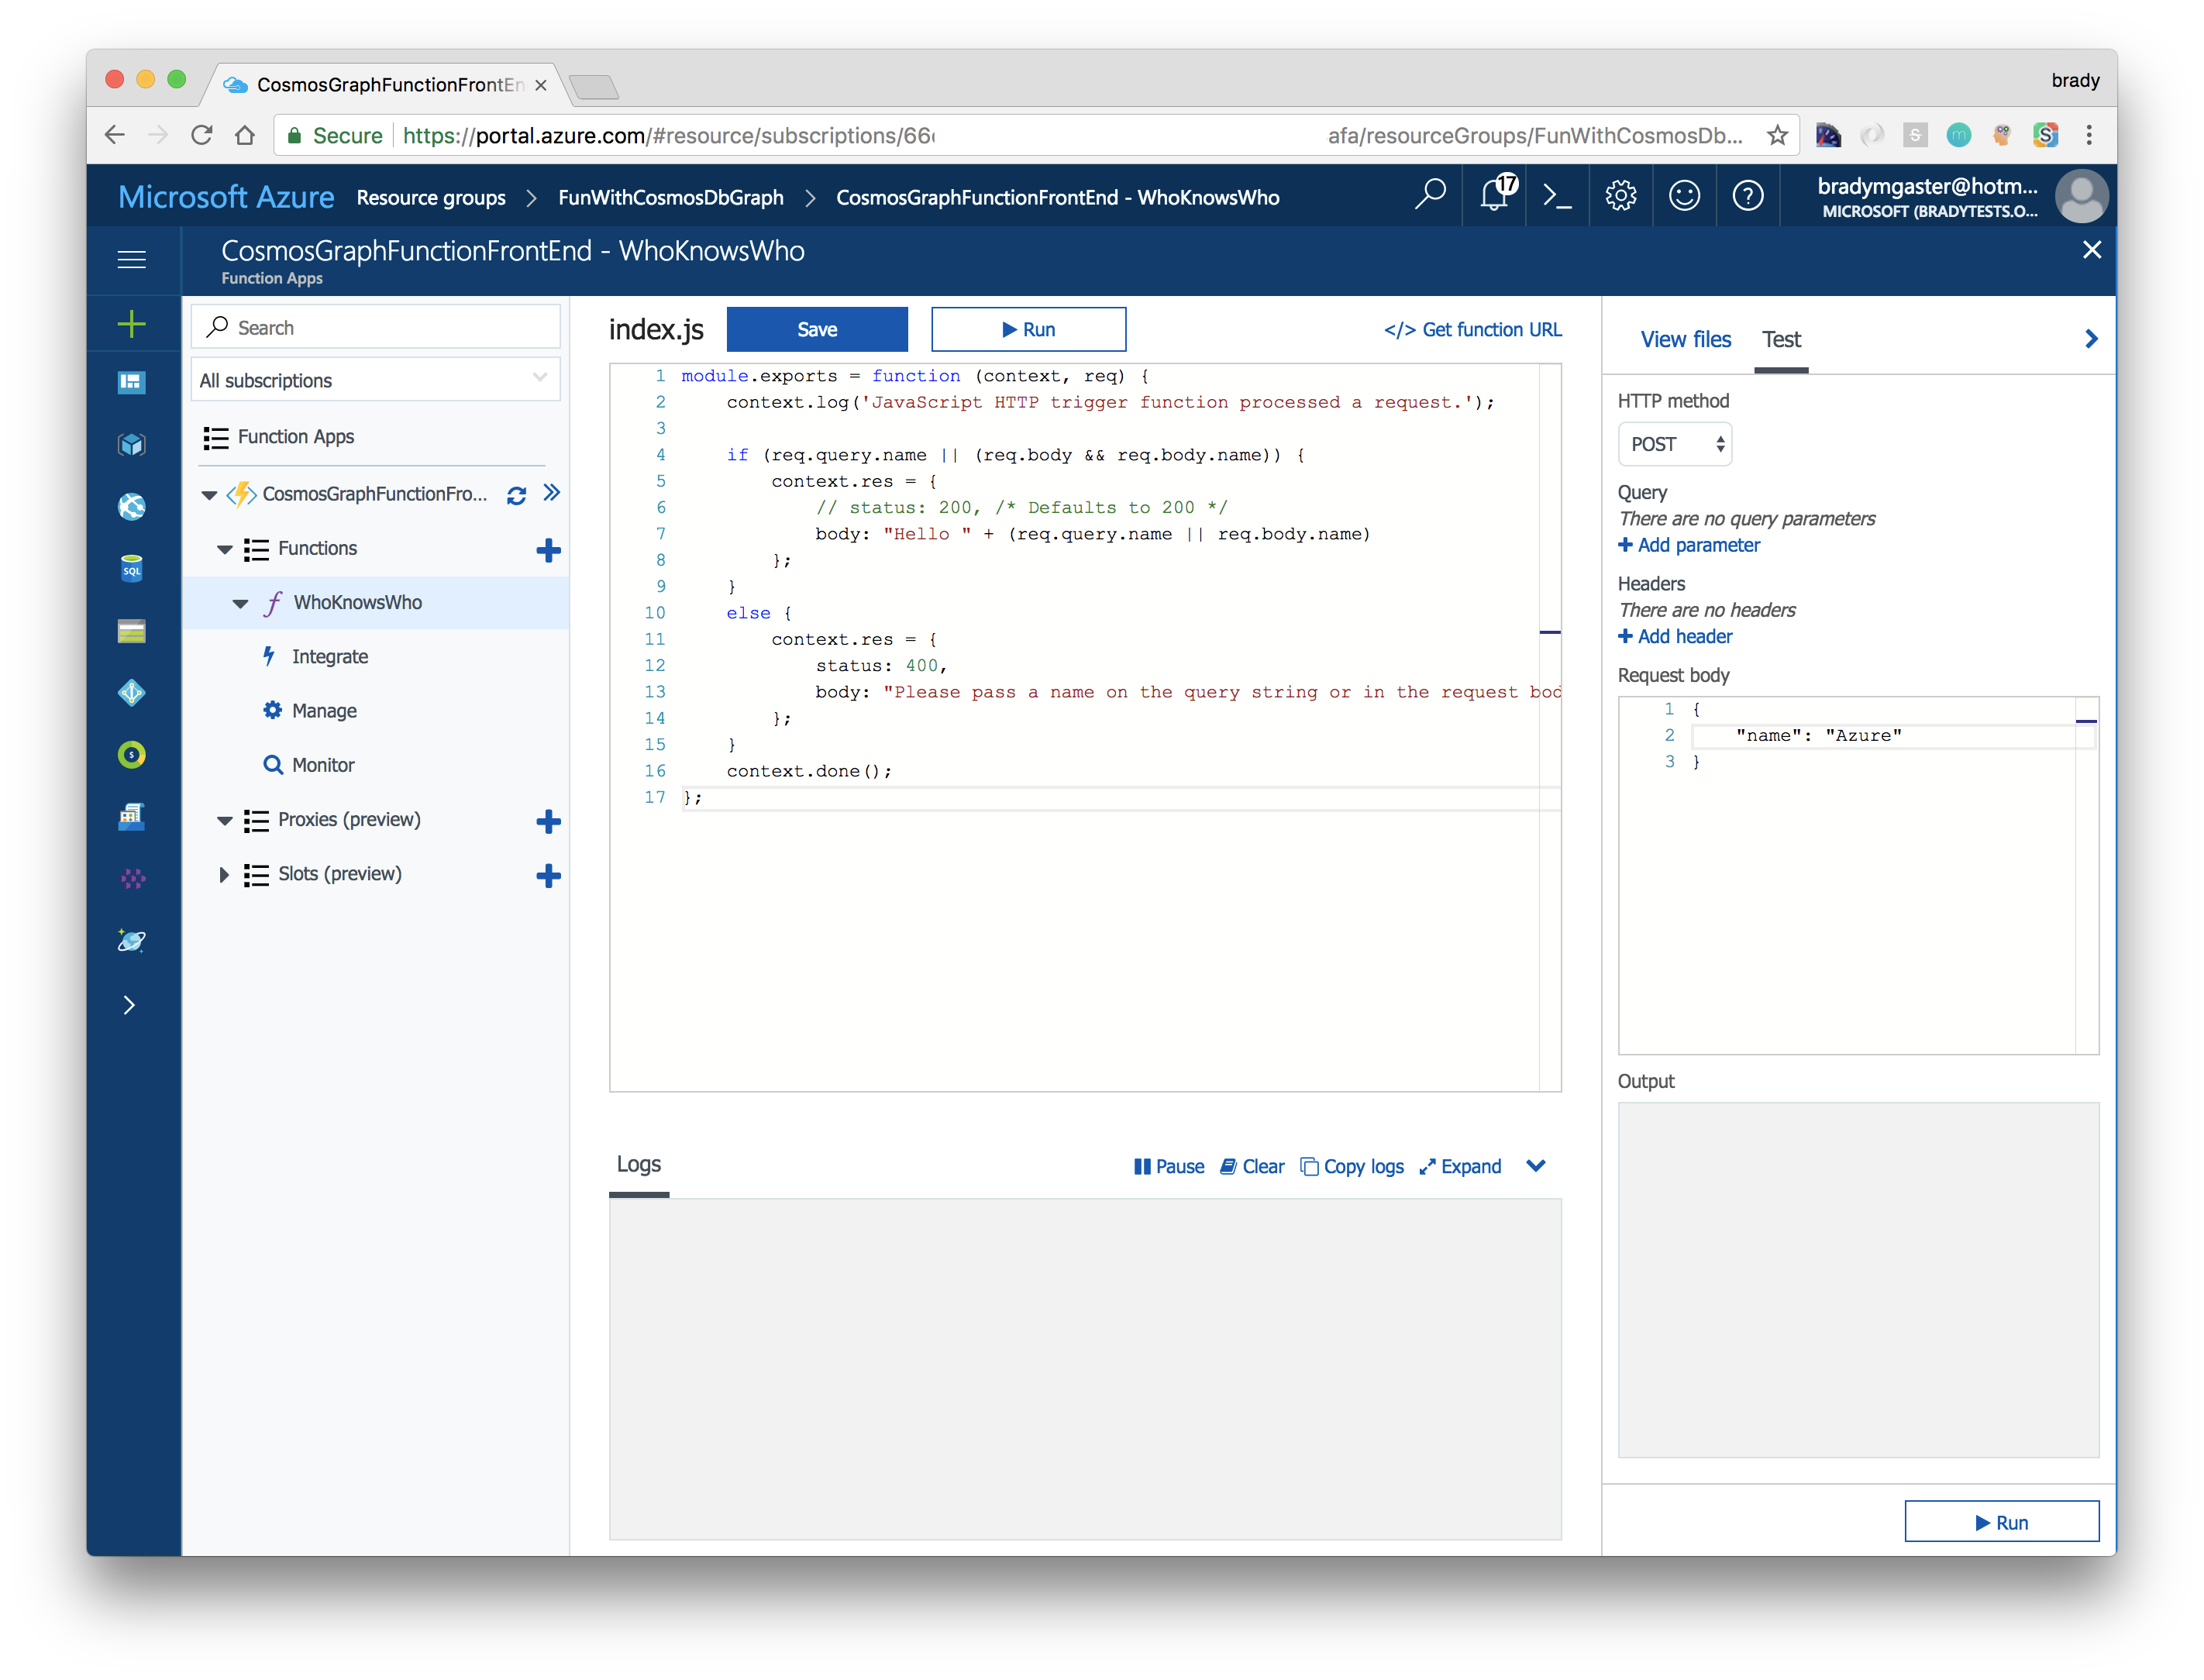 CosmosGraphFunctionFrontEn
brady
Secure https://portal.azure.com/#resource/subscriptions/66 afa/resourceGroups/FunWithCosmosDb...
Microsoft Azure Resource groups > FunWithCosmosDbGraph > CosmosGraphFunctionFrontEnd - WhoKnowsWho
17
bradymgaster@hotm...
MICROSOFT (BRADYTESTS.O...
CosmosGraphFunctionFrontEnd - WhoKnowsWho
Function Apps
Search
All subscriptions
Function Apps
CosmosGraphFunctionFro...
Functions
WhoKnowsWho
Integrate
Manage
Monitor
Proxies (preview)
Slots (preview)
SQL
index.js Save Run </> Get function URL
1 module.exports = function (context, req) {
2 context.log('JavaScript HTTP trigger function processed a request.');
3
4 if (req.query.name || (req.body && req.body.name)) {
5 context.res = {
6 // status: 200, /* Defaults to 200 */
7 body: "Hello " + (req.query.name || req.body.name)
8 };
9 }
10 else {
11 context.res = {
12 status: 400,
13 body: "Please pass a name on the query string or in the request bod
14 };
15 }
16 context.done();
17 };
Logs Pause Clear Copy logs Expand
View files Test
HTTP method
POST
Query
There are no query parameters
Add parameter
Headers
There are no headers
Add header
Request body
1 {
2 "name": "Azure"
3 }
Output
Run